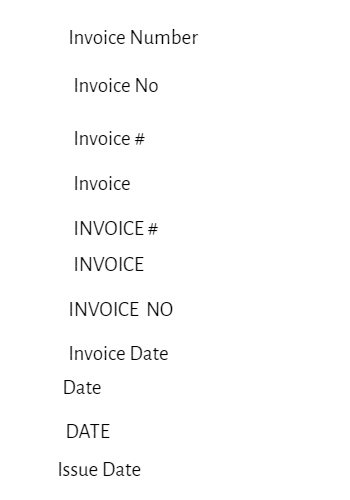 Invoice Number
Invoice No
Invoice #
Invoice
INVOICE #
INVOICE
INVOICE NO
Invoice Date
Date
DATE
Issue Date